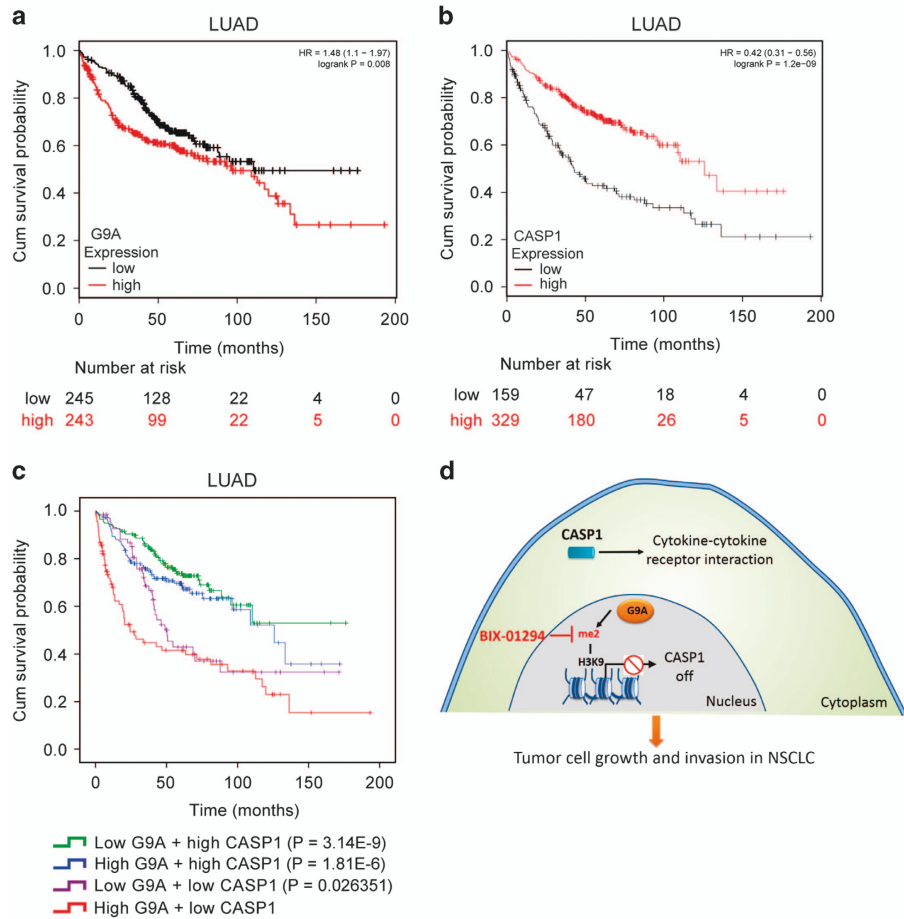 a
LUAD
HR = 1.48 (1.1 − 1.97)
logrank P = 0.008
Cum survival probability
1.0
0.8
0.6
0.4
0.2
0.0
G9A
Expression
low
high
0 50 100 150 200
Time (months)
Number at risk
low 245 128 22 4 0
high 243 99 22 5 0
b
LUAD
HR = 0.42 (0.31 − 0.56)
logrank P = 1.2e−09
Cum survival probability
1.0
0.8
0.6
0.4
0.2
0.0
CASP1
Expression
low
high
0 50 100 150 200
Time (months)
Number at risk
low 159 47 18 4 0
high 329 180 26 5 0
c
LUAD
Cum survival probability
1.0
0.8
0.6
0.4
0.2
0.0
0 50 100 150 200
Time (months)
Low G9A + high CASP1 (P = 3.14E-9)
High G9A + high CASP1 (P = 1.81E-6)
Low G9A + low CASP1 (P = 0.026351)
High G9A + low CASP1
d
CASP1
Cytokine-cytokine
receptor interaction
G9A
BIX-01294
me2
H3K9
CASP1
off
Nucleus
Cytoplasm
Tumor cell growth and invasion in NSCLC